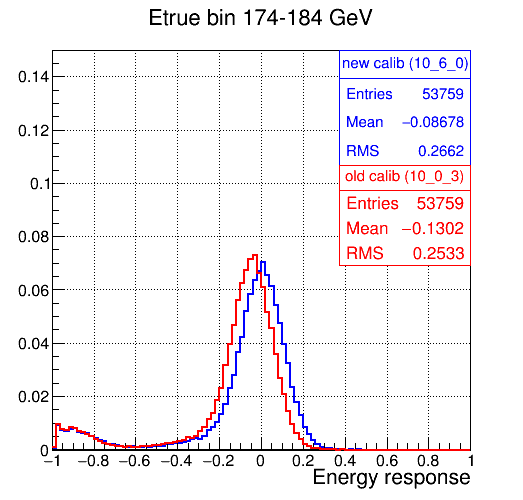 Etrue bin 174-184 GeV
new calib (10_6_0)
Entries 53759
Mean −0.08678
RMS 0.2662
old calib (10_0_3)
Entries 53759
Mean −0.1302
RMS 0.2533
0.14
0.12
0.1
0.08
0.06
0.04
0.02
0
−1 −0.8 −0.6 −0.4 −0.2 0 0.2 0.4 0.6 0.8 1
Energy response